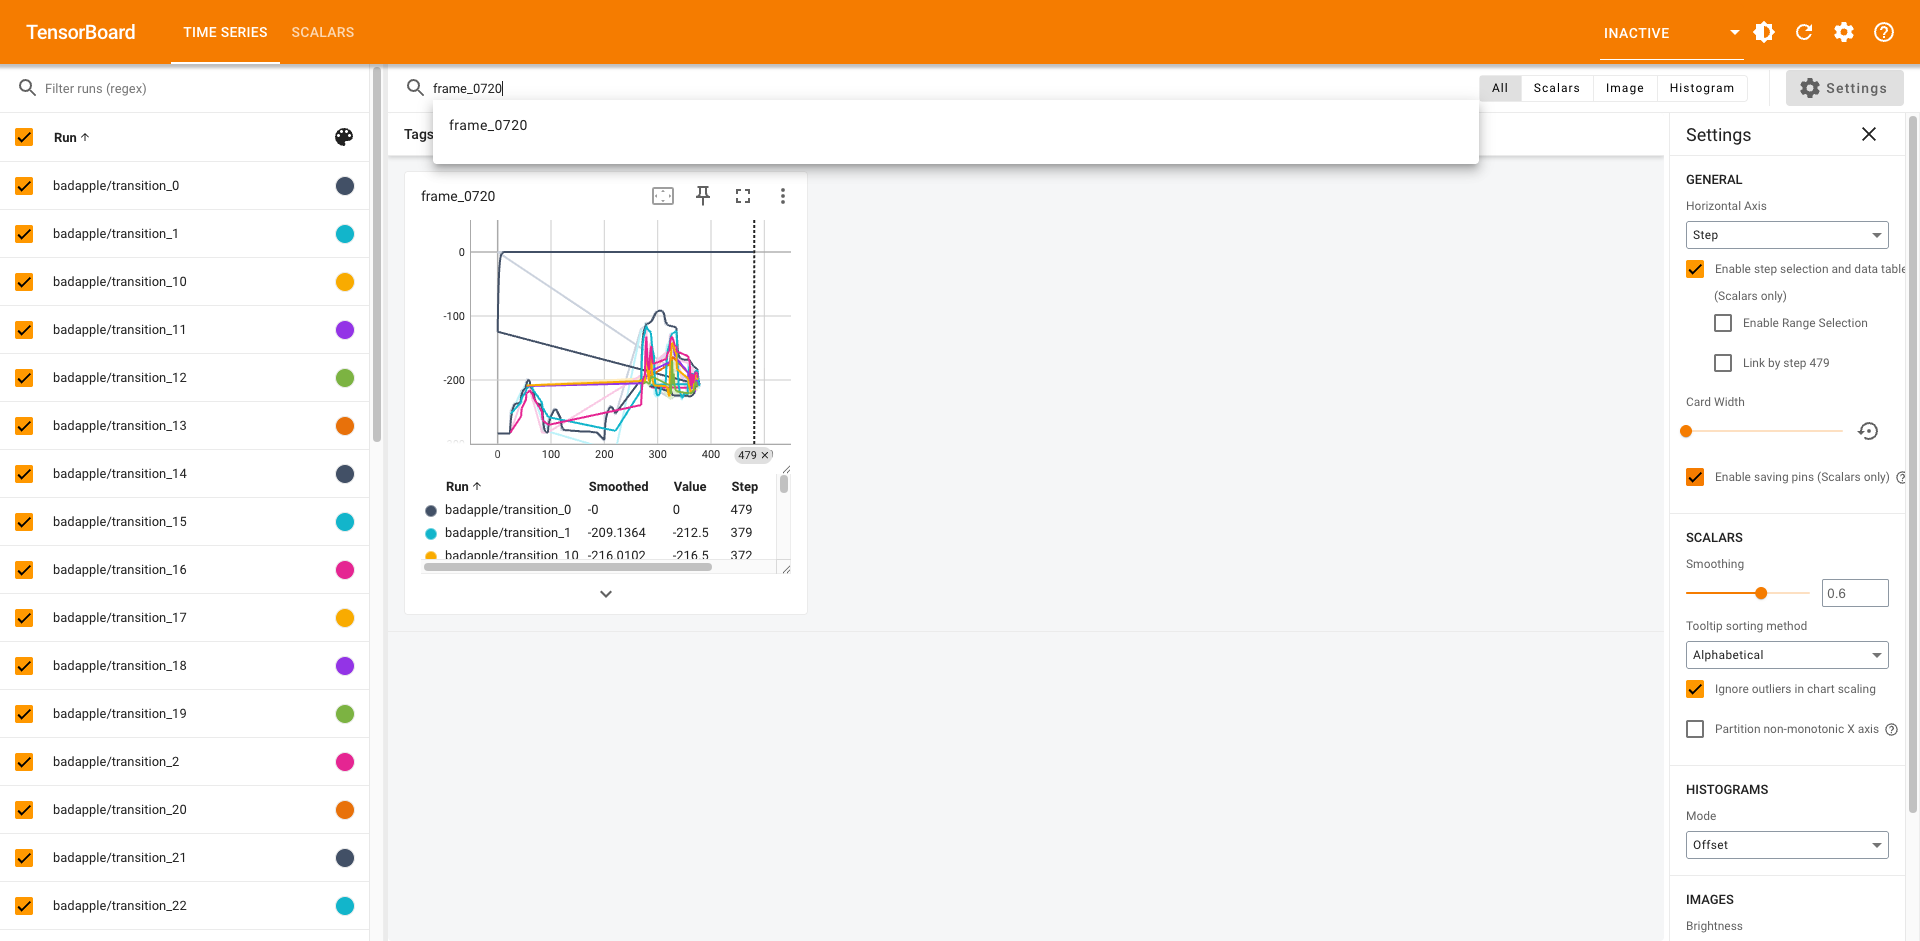 TensorBoard
TIME SERIES
SCALARS
INACTIVE
Filter runs (regex)
frame_0720
All
Scalars
Image
Histogram
Settings
frame_0720
Run
Tags
Settings
badapple/transition_0
badapple/transition_1
badapple/transition_10
badapple/transition_11
badapple/transition_12
badapple/transition_13
badapple/transition_14
badapple/transition_15
badapple/transition_16
badapple/transition_17
badapple/transition_18
badapple/transition_19
badapple/transition_2
badapple/transition_20
badapple/transition_21
badapple/transition_22
frame_0720
0
-100
-200
0 100 200 300 400 479
Run Smoothed Value Step
badapple/transition_0 -0 0 479
badapple/transition_1 -209.1364 -212.5 379
badapple/transition_10 -216.0102 -216.5 372
GENERAL
Horizontal Axis
Step
Enable step selection and data table
(Scalars only)
Enable Range Selection
Link by step 479
Card Width
Enable saving pins (Scalars only)
SCALARS
Smoothing
0.6
Tooltip sorting method
Alphabetical
Ignore outliers in chart scaling
Partition non-monotonic X axis
HISTOGRAMS
Mode
Offset
IMAGES
Brightness